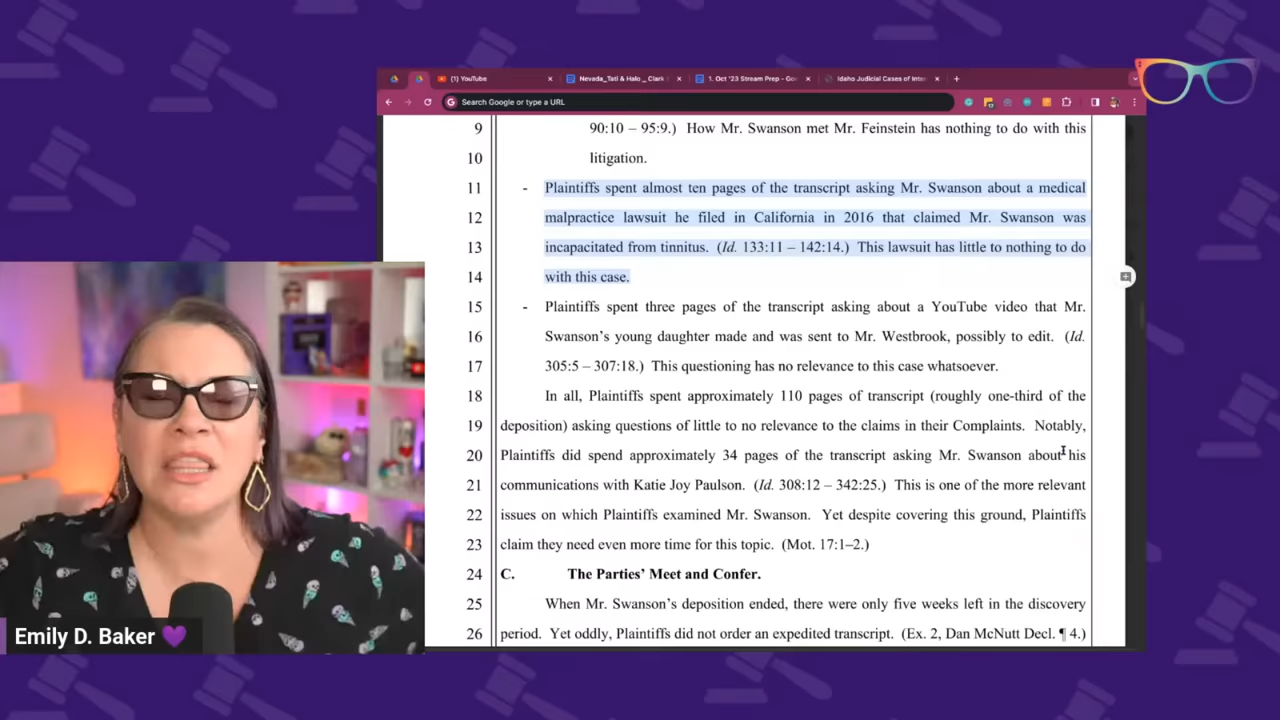 (1) YouTube
Nevada_Tati & Halo _ Clark
1. Oct '23 Stream Prep - Go
Idaho Judicial Cases of Inte
Search Google or type a URL
9 90:10 – 95:9.) How Mr. Swanson met Mr. Feinstein has nothing to do with this
10 litigation.
11 - Plaintiffs spent almost ten pages of the transcript asking Mr. Swanson about a medical
12 malpractice lawsuit he filed in California in 2016 that claimed Mr. Swanson was
13 incapacitated from tinnitus. (Id. 133:11 – 142:14.) This lawsuit has little to nothing to do
14 with this case.
15 - Plaintiffs spent three pages of the transcript asking about a YouTube video that Mr.
16 Swanson's young daughter made and was sent to Mr. Westbrook, possibly to edit. (Id.
17 305:5 – 307:18.) This questioning has no relevance to this case whatsoever.
18 In all, Plaintiffs spent approximately 110 pages of transcript (roughly one-third of the
19 deposition) asking questions of little to no relevance to the claims in their Complaints. Notably,
20 Plaintiffs did spend approximately 34 pages of the transcript asking Mr. Swanson about his
21 communications with Katie Joy Paulson. (Id. 308:12 – 342:25.) This is one of the more relevant
22 issues on which Plaintiffs examined Mr. Swanson. Yet despite covering this ground, Plaintiffs
23 claim they need even more time for this topic. (Mot. 17:1–2.)
24 C. The Parties' Meet and Confer.
25 When Mr. Swanson's deposition ended, there were only five weeks left in the discovery
26 period. Yet oddly, Plaintiffs did not order an expedited transcript. (Ex. 2, Dan McNutt Decl. ¶ 4.)
Emily D. Baker 💜